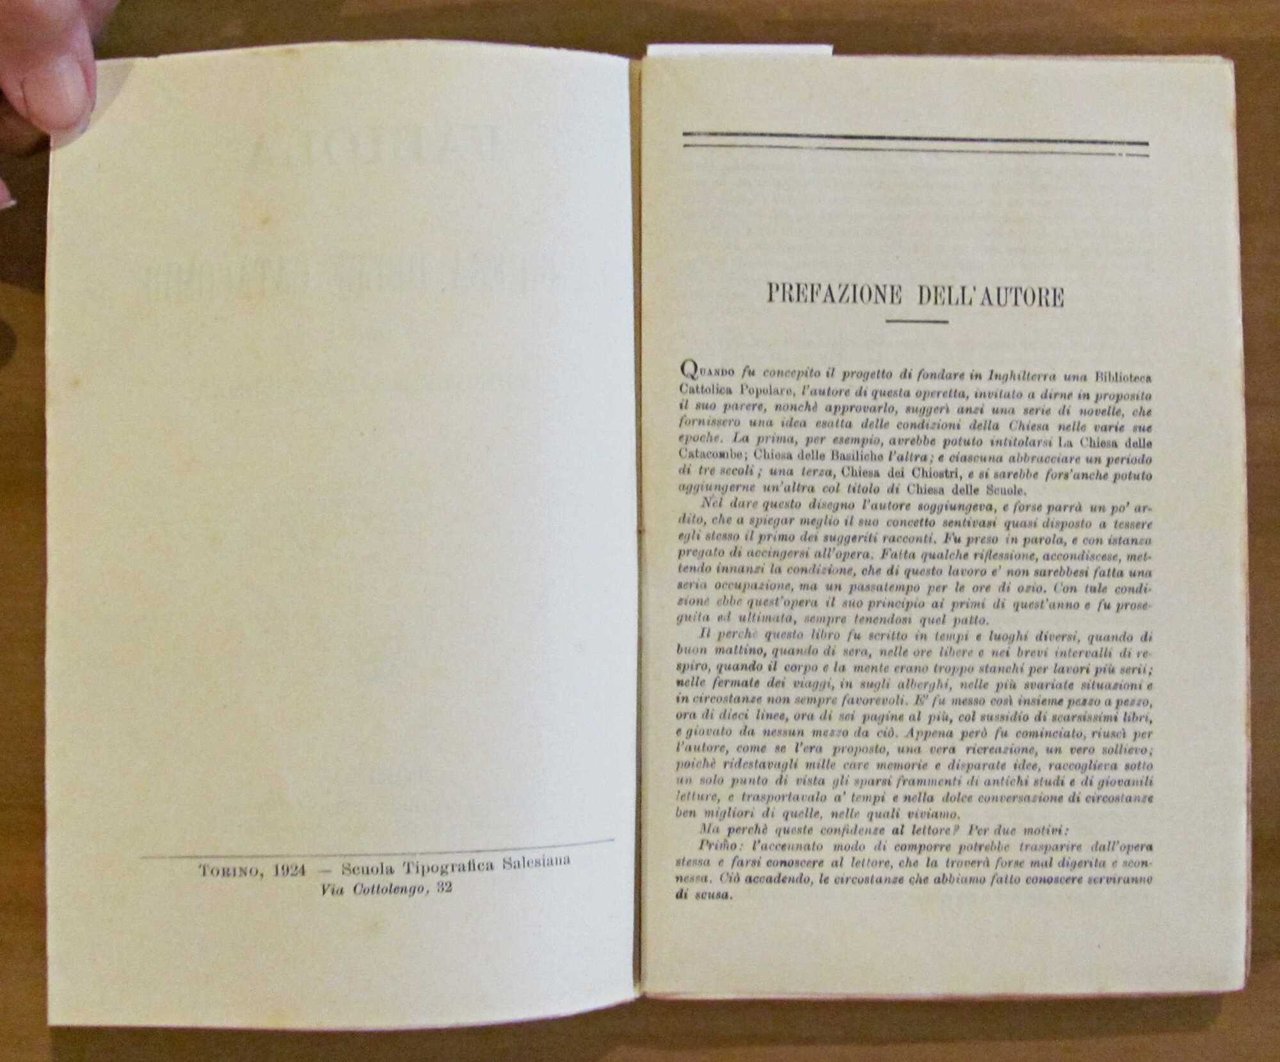 TORINO, 1924 — Scuola Tipografica Salesiana
Via Cottolengo, 32
PREFAZIONE DELL'AUTORE
QUANDO fu concepito il progetto di fondare in Inghilterra una Biblioteca
Cattolica Popolare, l'autore di questa operetta, invitato a dirne in proposito
il suo parere, nonchè approvarlo, suggerì anzi una serie di novelle, che
fornissero una idea esatta delle condizioni della Chiesa nelle varie sue
epoche. La prima, per esempio, avrebbe potuto intitolarsi La Chiesa delle
Catacombe; Chiesa delle Basiliche l'altra; e ciascuna abbracciare un periodo
di tre secoli; una terza, Chiesa dei Chiostri, e si sarebbe fors'anche potuto
aggiungerne un'altra col titolo di Chiesa delle Scuole.
Nel dare questo disegno l'autore soggiungeva, e forse parrà un po' ar-
dito, che a spiegar meglio il suo concetto sentivasi quasi disposto a tessere
egli stesso il primo dei suggeriti racconti. Fu preso in parola, e con istanza
pregato di accingersi all'opera. Fatta qualche riflessione, accondiscese, met-
tendo innanzi la condizione, che di questo lavoro e' non sarebbesi fatta una
seria occupazione, ma un passatempo per le ore di ozio. Con tale condi-
zione ebbe quest'opera il suo principio ai primi di quest'anno e fu prose-
guita ed ultimata, sempre tenendosi quel patto.
Il perchè questo libro fu scritto in tempi e luoghi diversi, quando di
buon mattino, quando di sera, nelle ore libere e nei brevi intervalli di re-
spiro, quando il corpo e la mente erano troppo stanchi per lavori più serii;
nelle fermate dei viaggi, in sugli alberghi, nelle più svariate situazioni e
in circostanze non sempre favorevoli. E' fu messo così insieme pezzo a pezzo,
ora di dieci linee, ora di sei pagine al più, col sussidio di scarsissimi libri,
e giovato da nessun mezzo da ciò. Appena però fu cominciato, riuscì per
l'autore, come se l'era proposto, una vera ricreazione, un vero sollievo;
poichè ridestavagli mille care memorie e disparate idee, raccoglieva sotto
un solo punto di vista gli sparsi frammenti di antichi studi e di giovanili
letture, e trasportavalo a' tempi e nella dolce conversazione di circostanze
ben migliori di quelle, nelle quali viviamo.
Ma perchè queste confidenze al lettore? Per due motivi:
Primo: l'accennato modo di comporre potrebbe trasparire dall'opera
stessa e farsi conoscere al lettore, che la troverà forse mal digerita e scon-
nessa. Ciò accadendo, le circostanze che abbiamo fatto conoscere serviranno
di scusa.